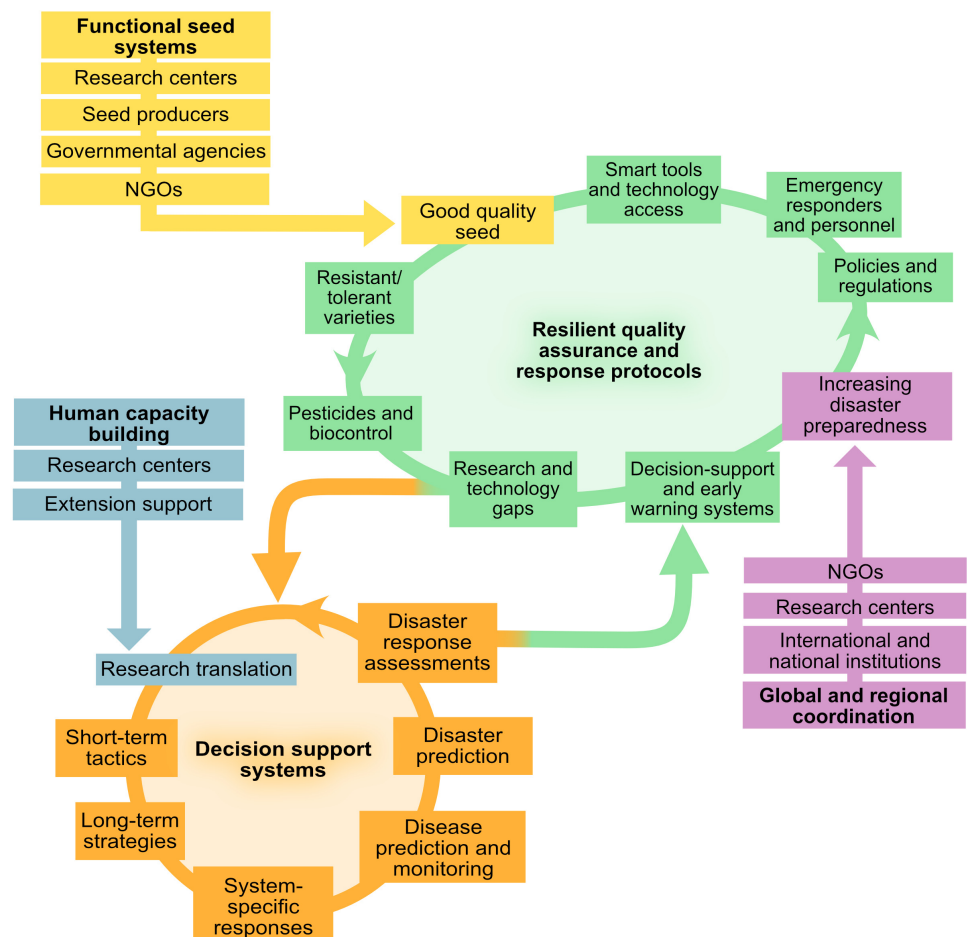 Functional seed
systems
Research centers
Seed producers
Governmental agencies
NGOs
Good quality
seed
Smart tools
and technology
access
Emergency
responders
and personnel
Policies and
regulations
Resistant/
tolerant
varieties
Resilient quality
assurance and
response protocols
Increasing
disaster
preparedness
Pesticides and
biocontrol
Research and
technology
gaps
Decision-support
and early
warning systems
Human capacity
building
Research centers
Extension support
Research translation
NGOs
Research centers
International and
national institutions
Global and regional
coordination
Disaster
response
assessments
Short-term
tactics
Decision support
systems
Disaster
prediction
Long-term
strategies
Disease
prediction and
monitoring
System-
specific
responses